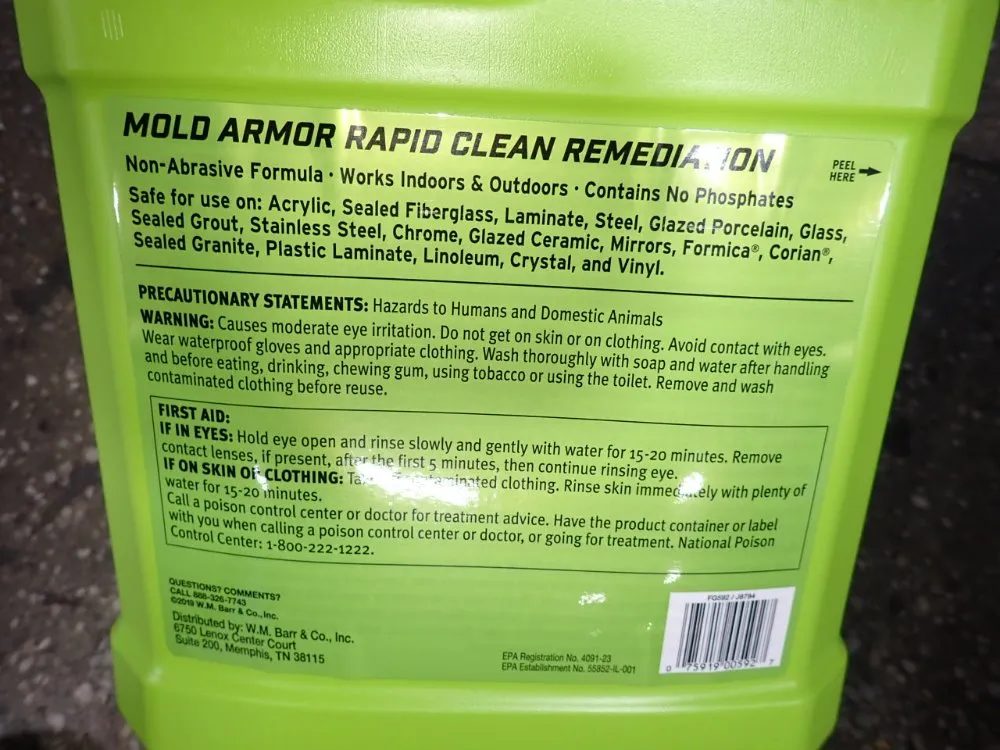 MOLD ARMOR RAPID CLEAN REMEDIATION
PEEL
HERE
Non-Abrasive Formula · Works Indoors & Outdoors · Contains No Phosphates
Safe for use on: Acrylic, Sealed Fiberglass, Laminate, Steel, Glazed Porcelain, Glass,
Sealed Grout, Stainless Steel, Chrome, Glazed Ceramic, Mirrors, Formica®, Corian®,
Sealed Granite, Plastic Laminate, Linoleum, Crystal, and Vinyl.
PRECAUTIONARY STATEMENTS: Hazards to Humans and Domestic Animals
WARNING: Causes moderate eye irritation. Do not get on skin or on clothing. Avoid contact with eyes.
Wear waterproof gloves and appropriate clothing. Wash thoroughly with soap and water after handling
and before eating, drinking, chewing gum, using tobacco or using the toilet. Remove and wash
contaminated clothing before reuse.
FIRST AID:
IF IN EYES: Hold eye open and rinse slowly and gently with water for 15-20 minutes. Remove
contact lenses, if present, after the first 5 minutes, then continue rinsing eye.
IF ON SKIN OR CLOTHING: contaminated clothing. Rinse skin immediately with plenty of
water for 15-20 minutes.
Call a poison control center or doctor for treatment advice. Have the product container or label
with you when calling a poison control center or doctor, or going for treatment. National Poison
Control Center: 1-800-222-1222.
QUESTIONS? COMMENTS?
CALL 866-326-7743
©2019 W.M. Barr & Co., Inc.
Distributed by: W.M. Barr & Co., Inc.
6750 Lenox Center Court
Suite 200, Memphis, TN 38115
EPA Registration No. 4091-23
EPA Establishment No. 55852-IL-001
FG592 / J8794
0 75919 00592 7